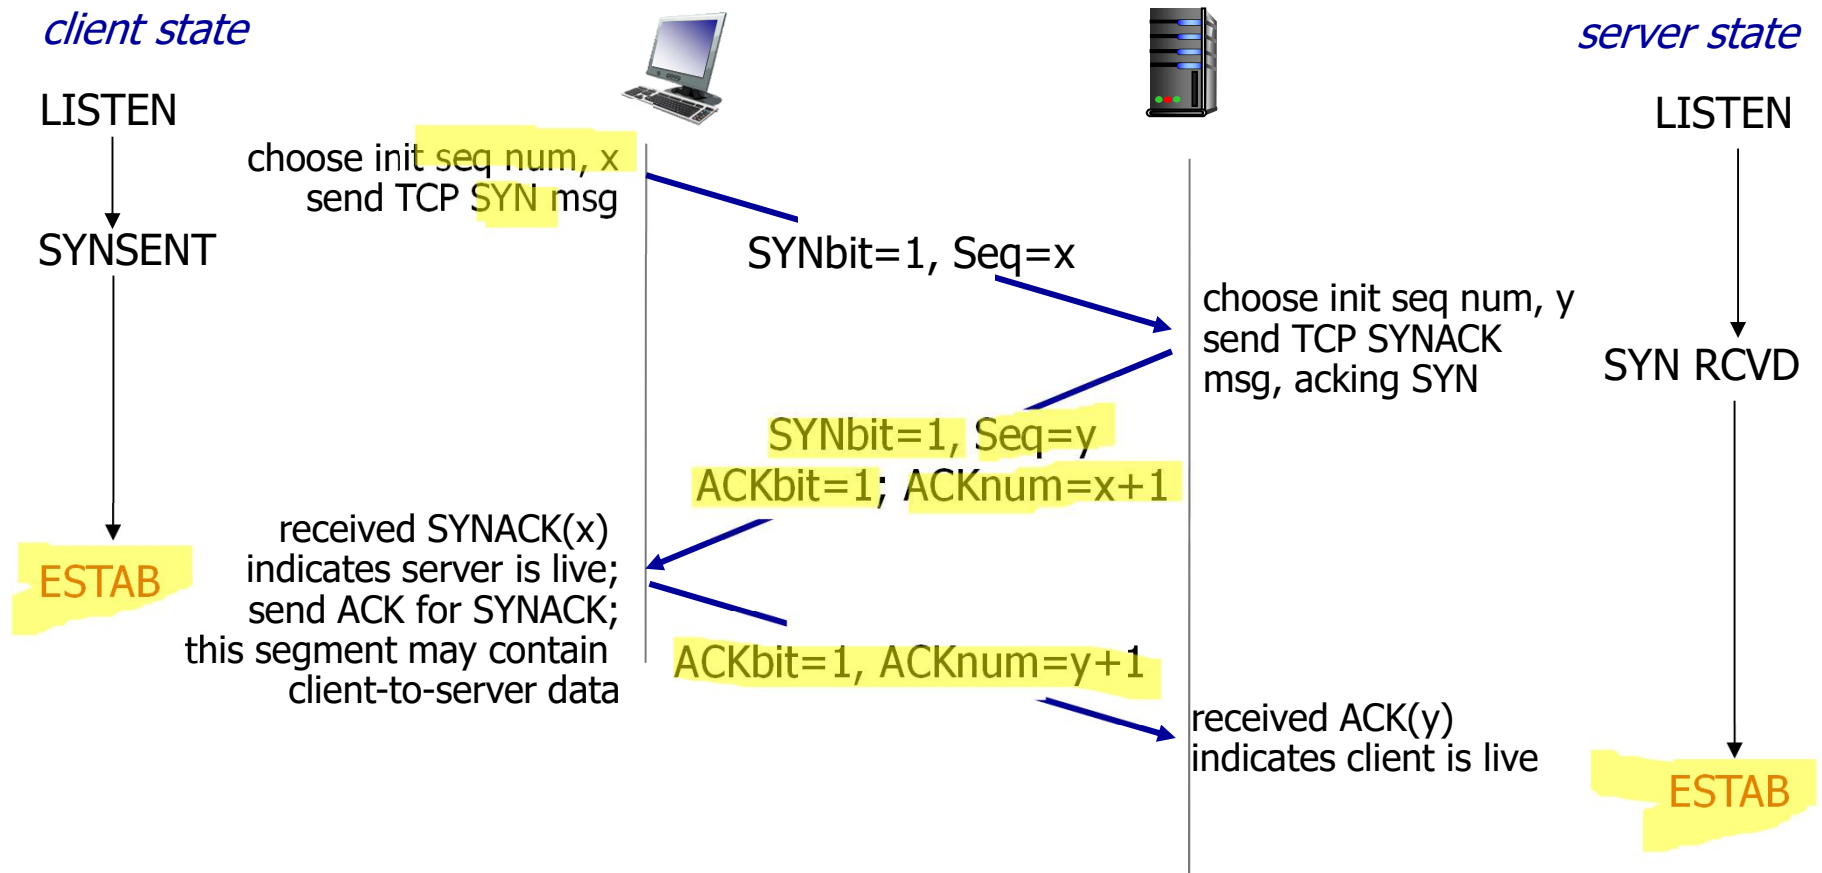 client state
server state
LISTEN
LISTEN
choose init seq num, x
send TCP SYN msg
SYNSENT
SYNbit=1, Seq=x
choose init seq num, y
send TCP SYNACK
msg, acking SYN
SYN RCVD
SYNbit=1, Seq=y
ACKbit=1; ACKnum=x+1
received SYNACK(x)
indicates server is live;
send ACK for SYNACK;
this segment may contain
client-to-server data
ESTAB
ACKbit=1, ACKnum=y+1
received ACK(y)
indicates client is live
ESTAB